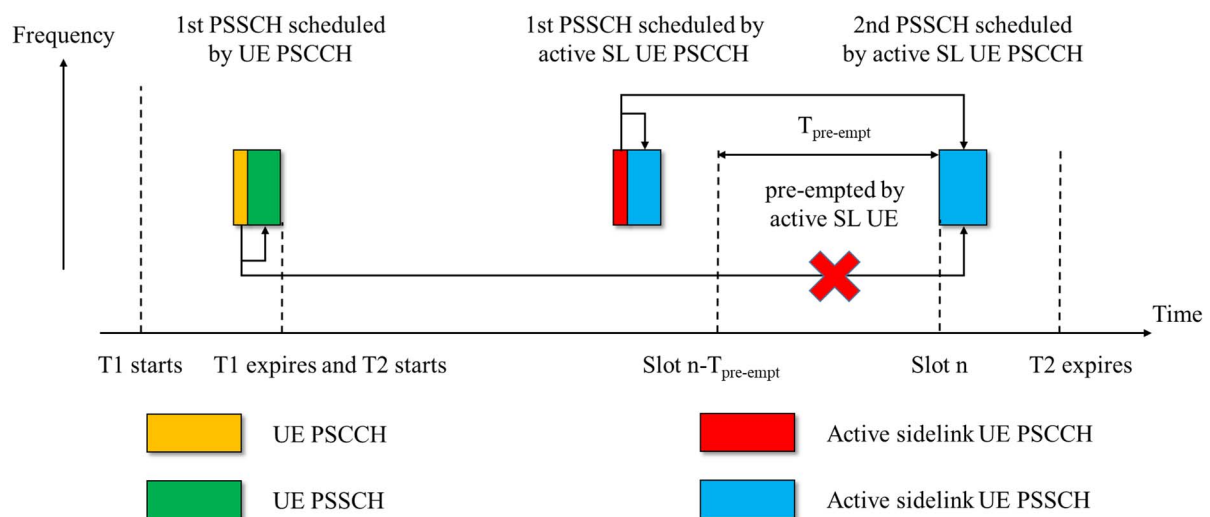 Frequency
1st PSSCH scheduled
by UE PSCCH
1st PSSCH scheduled by
active SL UE PSCCH
2nd PSSCH scheduled
by active SL UE PSCCH
Tpre-empt
pre-empted by
active SL UE
Time
T1 starts
T1 expires and T2 starts
Slot n-Tpre-empt
Slot n
T2 expires
UE PSCCH
Active sidelink UE PSCCH
UE PSSCH
Active sidelink UE PSSCH